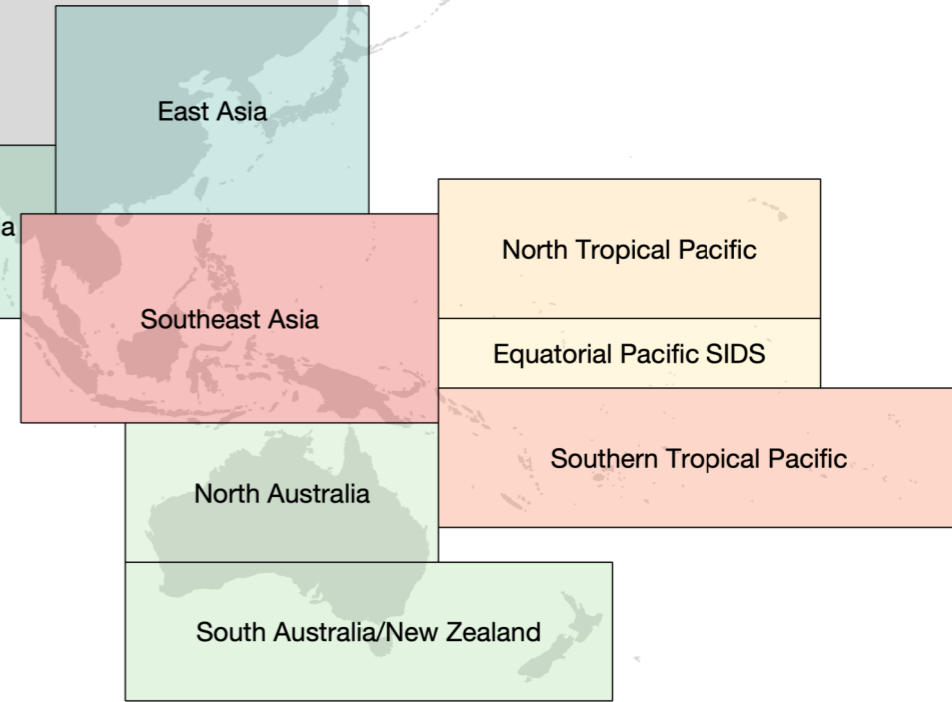 East Asia
a
North Tropical Pacific
Southeast Asia
Equatorial Pacific SIDS
Southern Tropical Pacific
North Australia
South Australia/New Zealand